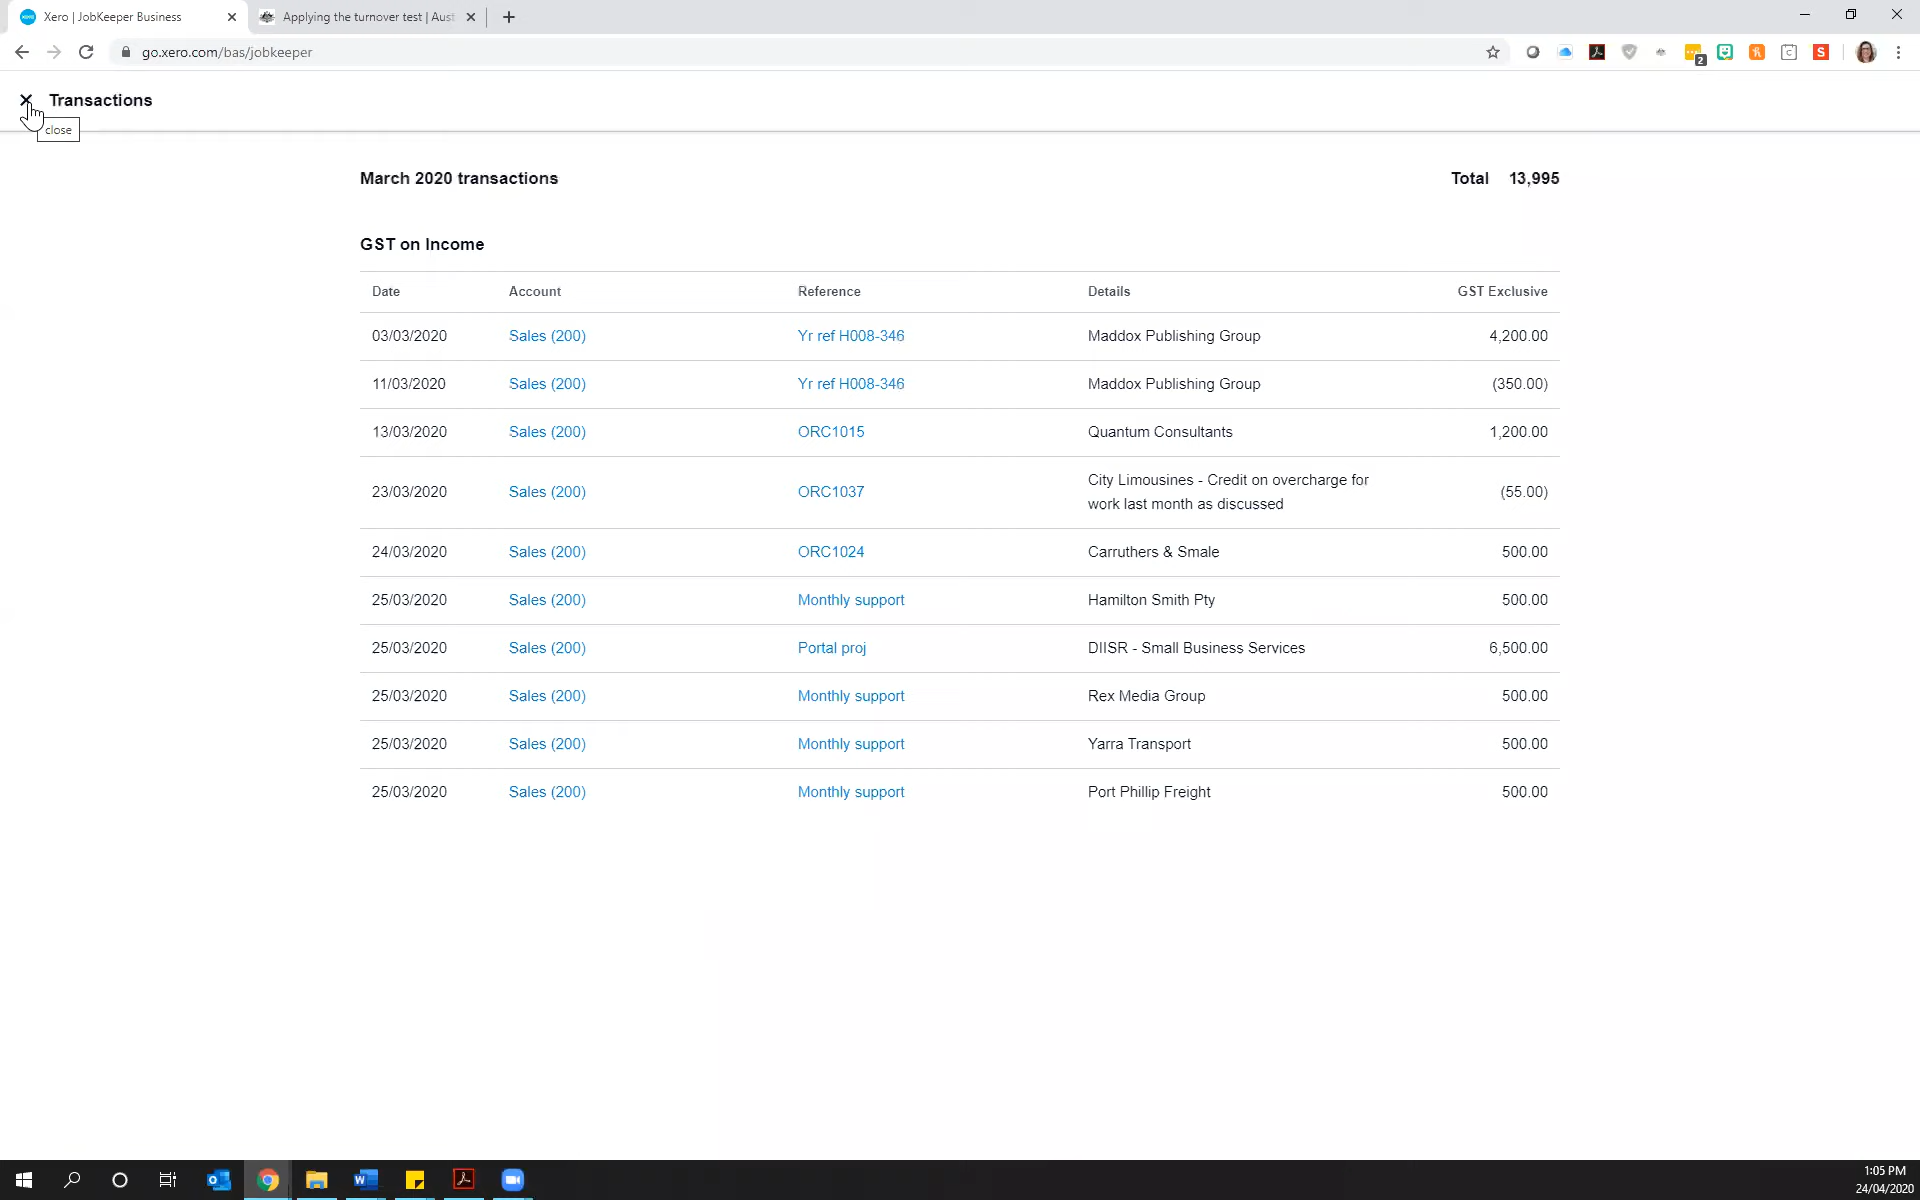 Xero | JobKeeper Business
Applying the turnover test | Aust
go.xero.com/bas/jobkeeper
2
S
Transactions
close
March 2020 transactions Total 13,995
GST on Income
Date Account Reference Details GST Exclusive
03/03/2020 Sales (200) Yr ref H008-346 Maddox Publishing Group 4,200.00
11/03/2020 Sales (200) Yr ref H008-346 Maddox Publishing Group (350.00)
13/03/2020 Sales (200) ORC1015 Quantum Consultants 1,200.00
23/03/2020 Sales (200) ORC1037 City Limousines - Credit on overcharge for
work last month as discussed (55.00)
24/03/2020 Sales (200) ORC1024 Carruthers & Smale 500.00
25/03/2020 Sales (200) Monthly support Hamilton Smith Pty 500.00
25/03/2020 Sales (200) Portal proj DIISR - Small Business Services 6,500.00
25/03/2020 Sales (200) Monthly support Rex Media Group 500.00
25/03/2020 Sales (200) Monthly support Yarra Transport 500.00
25/03/2020 Sales (200) Monthly support Port Phillip Freight 500.00
1:05 PM
24/04/2020